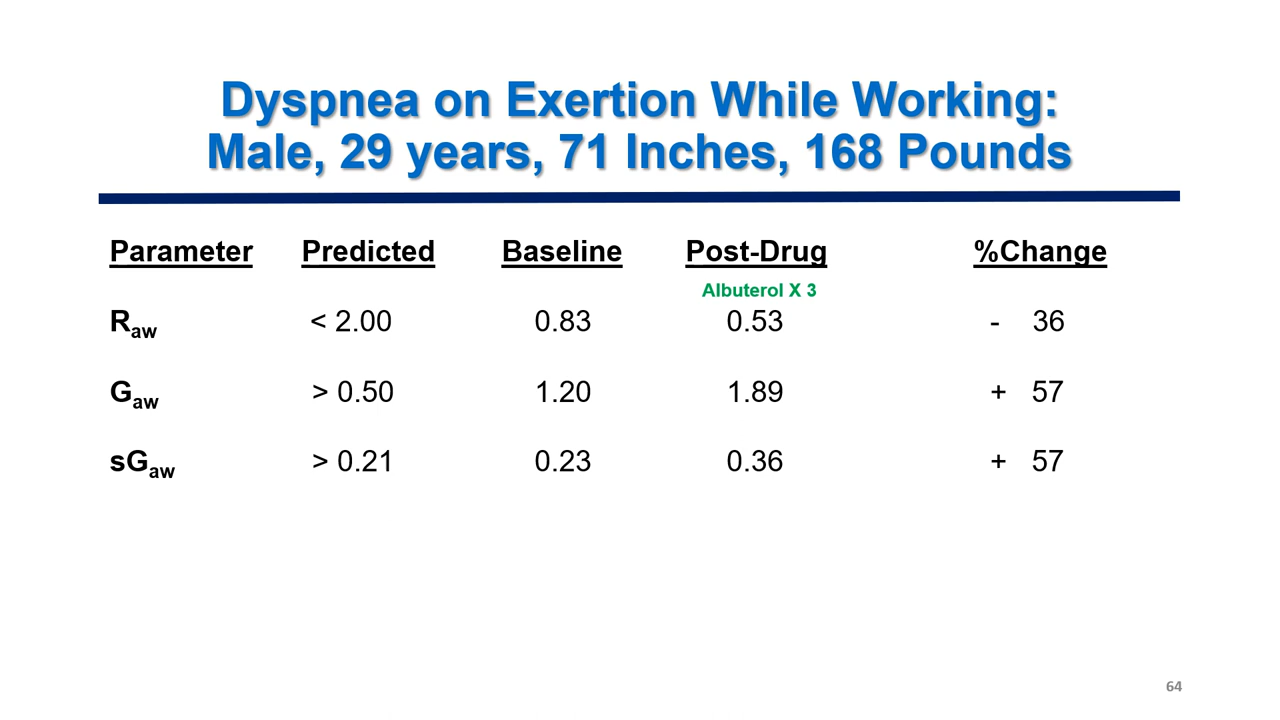 Dyspnea on Exertion While Working:
Male, 29 years, 71 Inches, 168 Pounds
Parameter Predicted Baseline Post-Drug %Change
Albuterol X 3
Raw < 2.00 0.83 0.53 - 36
Gaw > 0.50 1.20 1.89 + 57
sGaw > 0.21 0.23 0.36 + 57
64